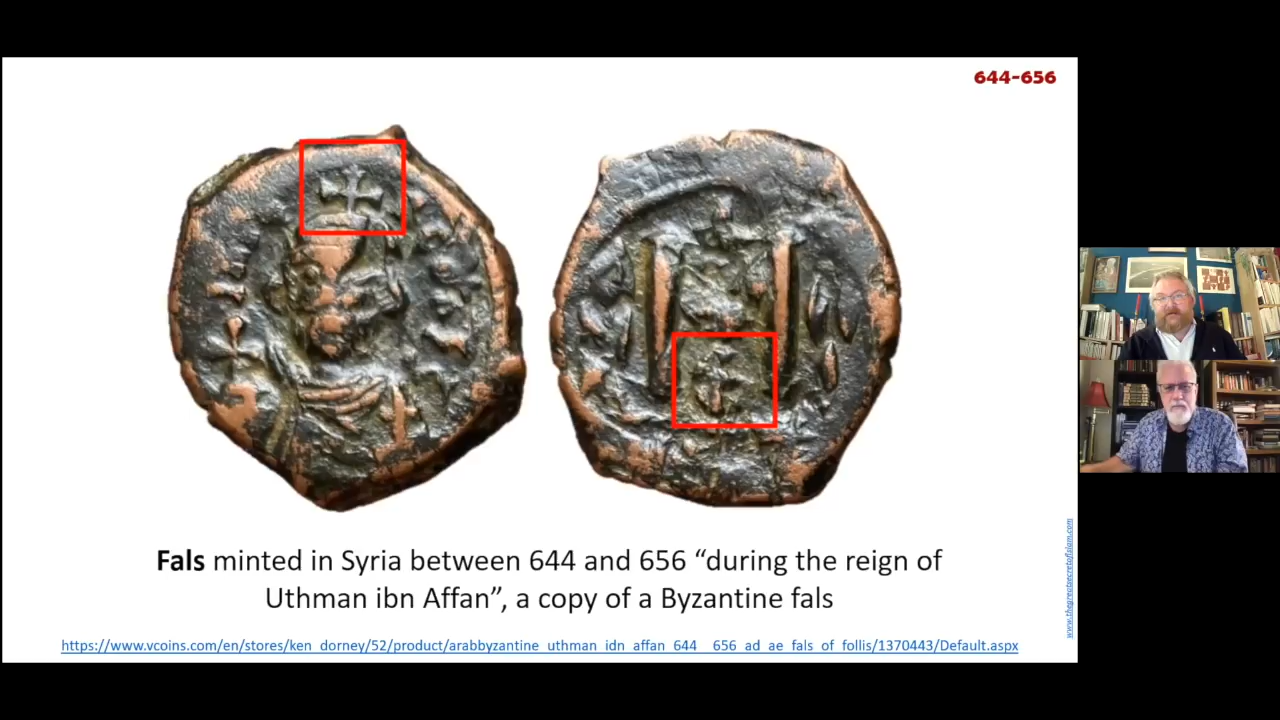 644-656
Fals minted in Syria between 644 and 656 “during the reign of
Uthman ibn Affan”, a copy of a Byzantine fals
https://www.vcoins.com/en/stores/ken_dorney/52/product/arabbyzantine_uthman_idn_affan_644__656_ad_ae_fals_of_follis/1370443/Default.aspx
www.thegreatsecretofislam.com